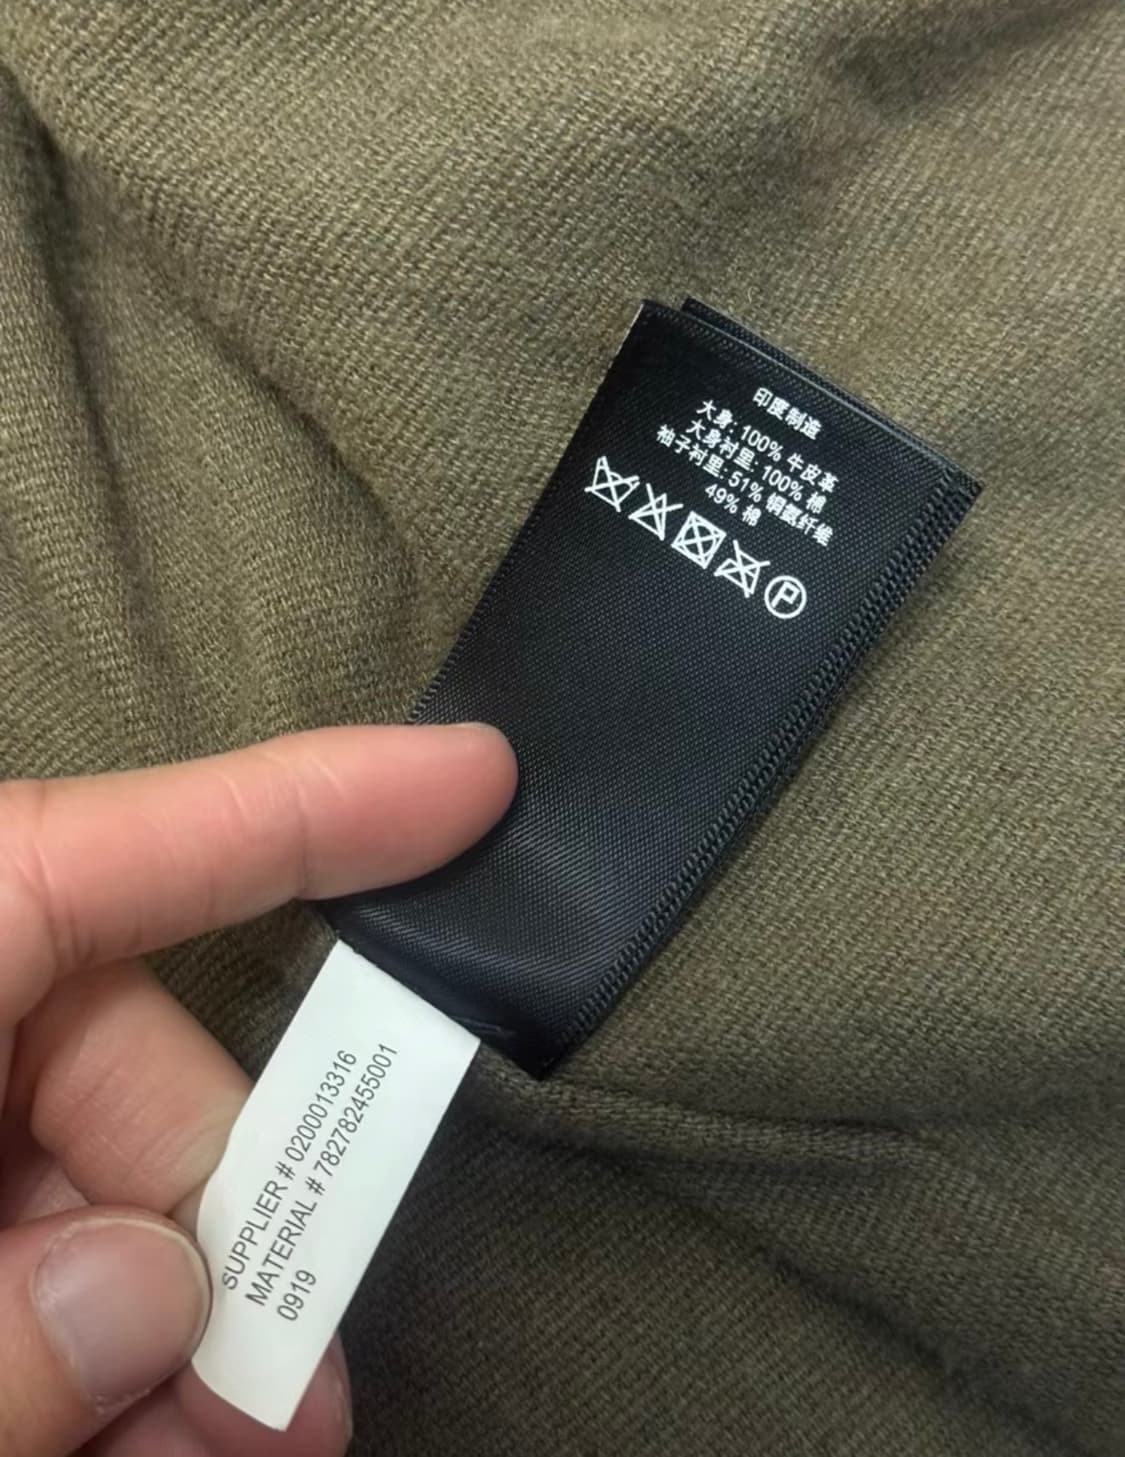 印度制造
大身: 100% 牛皮革
大身衬里: 100% 棉
袖子衬里: 51% 铜氨纤维
49% 棉
P
SUPPLIER # 0200013316
MATERIAL # 782782455001
0919